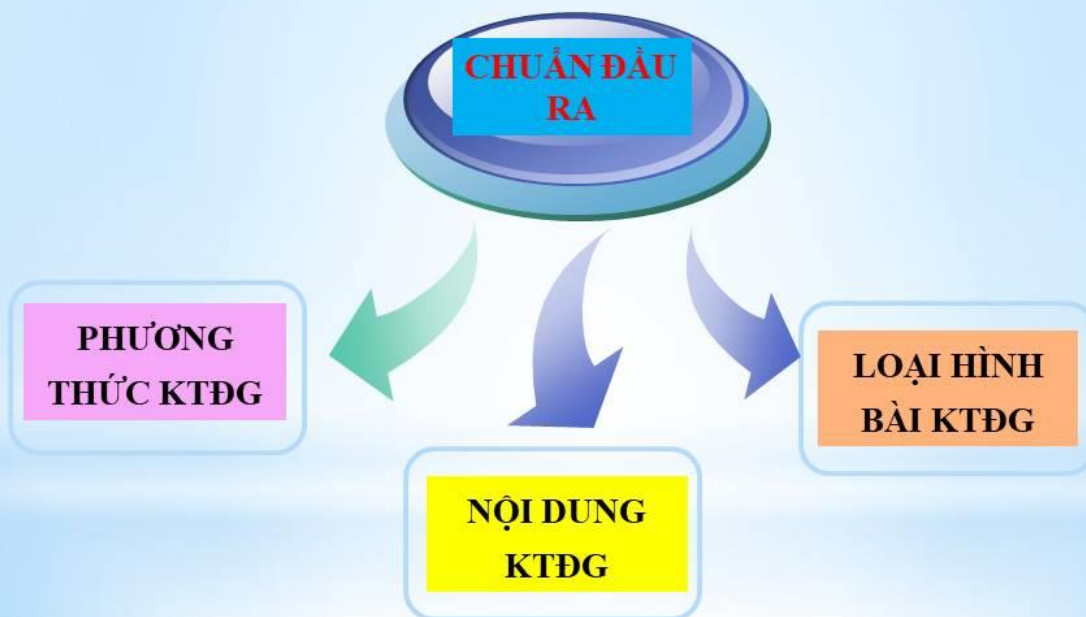 CHUẨN ĐẦU
RA
PHƯƠNG
THỨC KTĐG
LOẠI HÌNH
BÀI KTĐG
NỘI DUNG
KTĐG